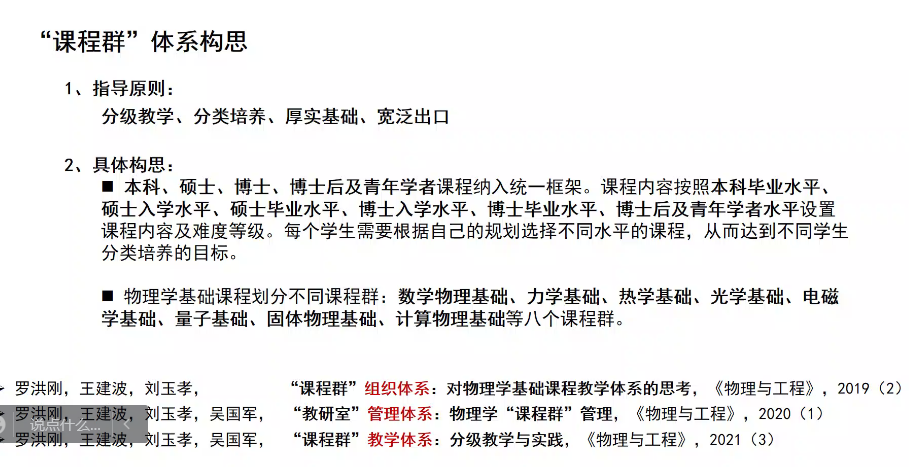 “课程群”体系构思
1、指导原则：
分级教学、分类培养、厚实基础、宽泛出口
2、具体构思：
■ 本科、硕士、博士、博士后及青年学者课程纳入统一框架。课程内容按照本科毕业水平、
硕士入学水平、硕士毕业水平、博士入学水平、博士毕业水平、博士后及青年学者水平设置
课程内容及难度等级。每个学生需要根据自己的规划选择不同水平的课程，从而达到不同学生
分类培养的目标。
■ 物理学基础课程划分不同课程群：数学物理基础、力学基础、热学基础、光学基础、电磁
学基础、量子基础、固体物理基础、计算物理基础等八个课程群。
罗洪刚，王建波，刘玉孝， “课程群”组织体系：对物理学基础课程教学体系的思考，《物理与工程》，2019（2）
罗洪刚，王建波，刘玉孝，吴国军， “教研室”管理体系：物理学“课程群”管理，《物理与工程》，2020（1）
说点什么...
罗洪刚，王建波，刘玉孝，吴国军， “课程群”教学体系：分级教学与实践，《物理与工程》，2021（3）